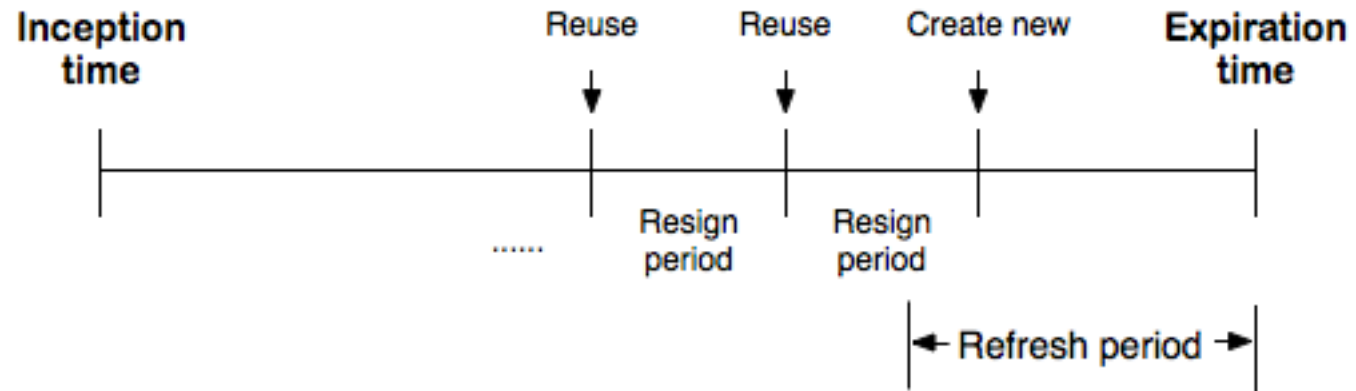 Inception
time
Reuse
Reuse
Create new
Expiration
time
......
Resign
period
Resign
period
Refresh period